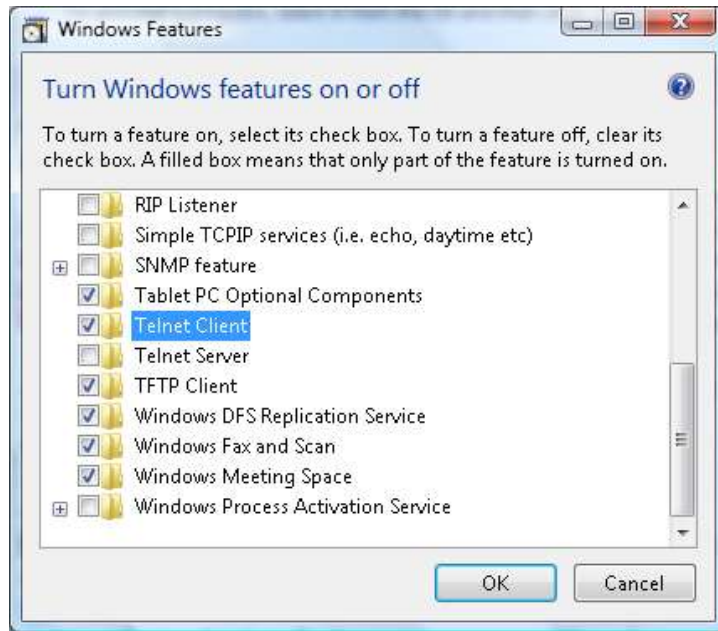 Windows Features
Turn Windows features on or off
To turn a feature on, select its check box. To turn a feature off, clear its
check box. A filled box means that only part of the feature is turned on.
RIP Listener
Simple TCPIP services (i.e. echo, daytime etc)
SNMP feature
Tablet PC Optional Components
Telnet Client
Telnet Server
TFTP Client
Windows DFS Replication Service
Windows Fax and Scan
Windows Meeting Space
Windows Process Activation Service
OK
Cancel